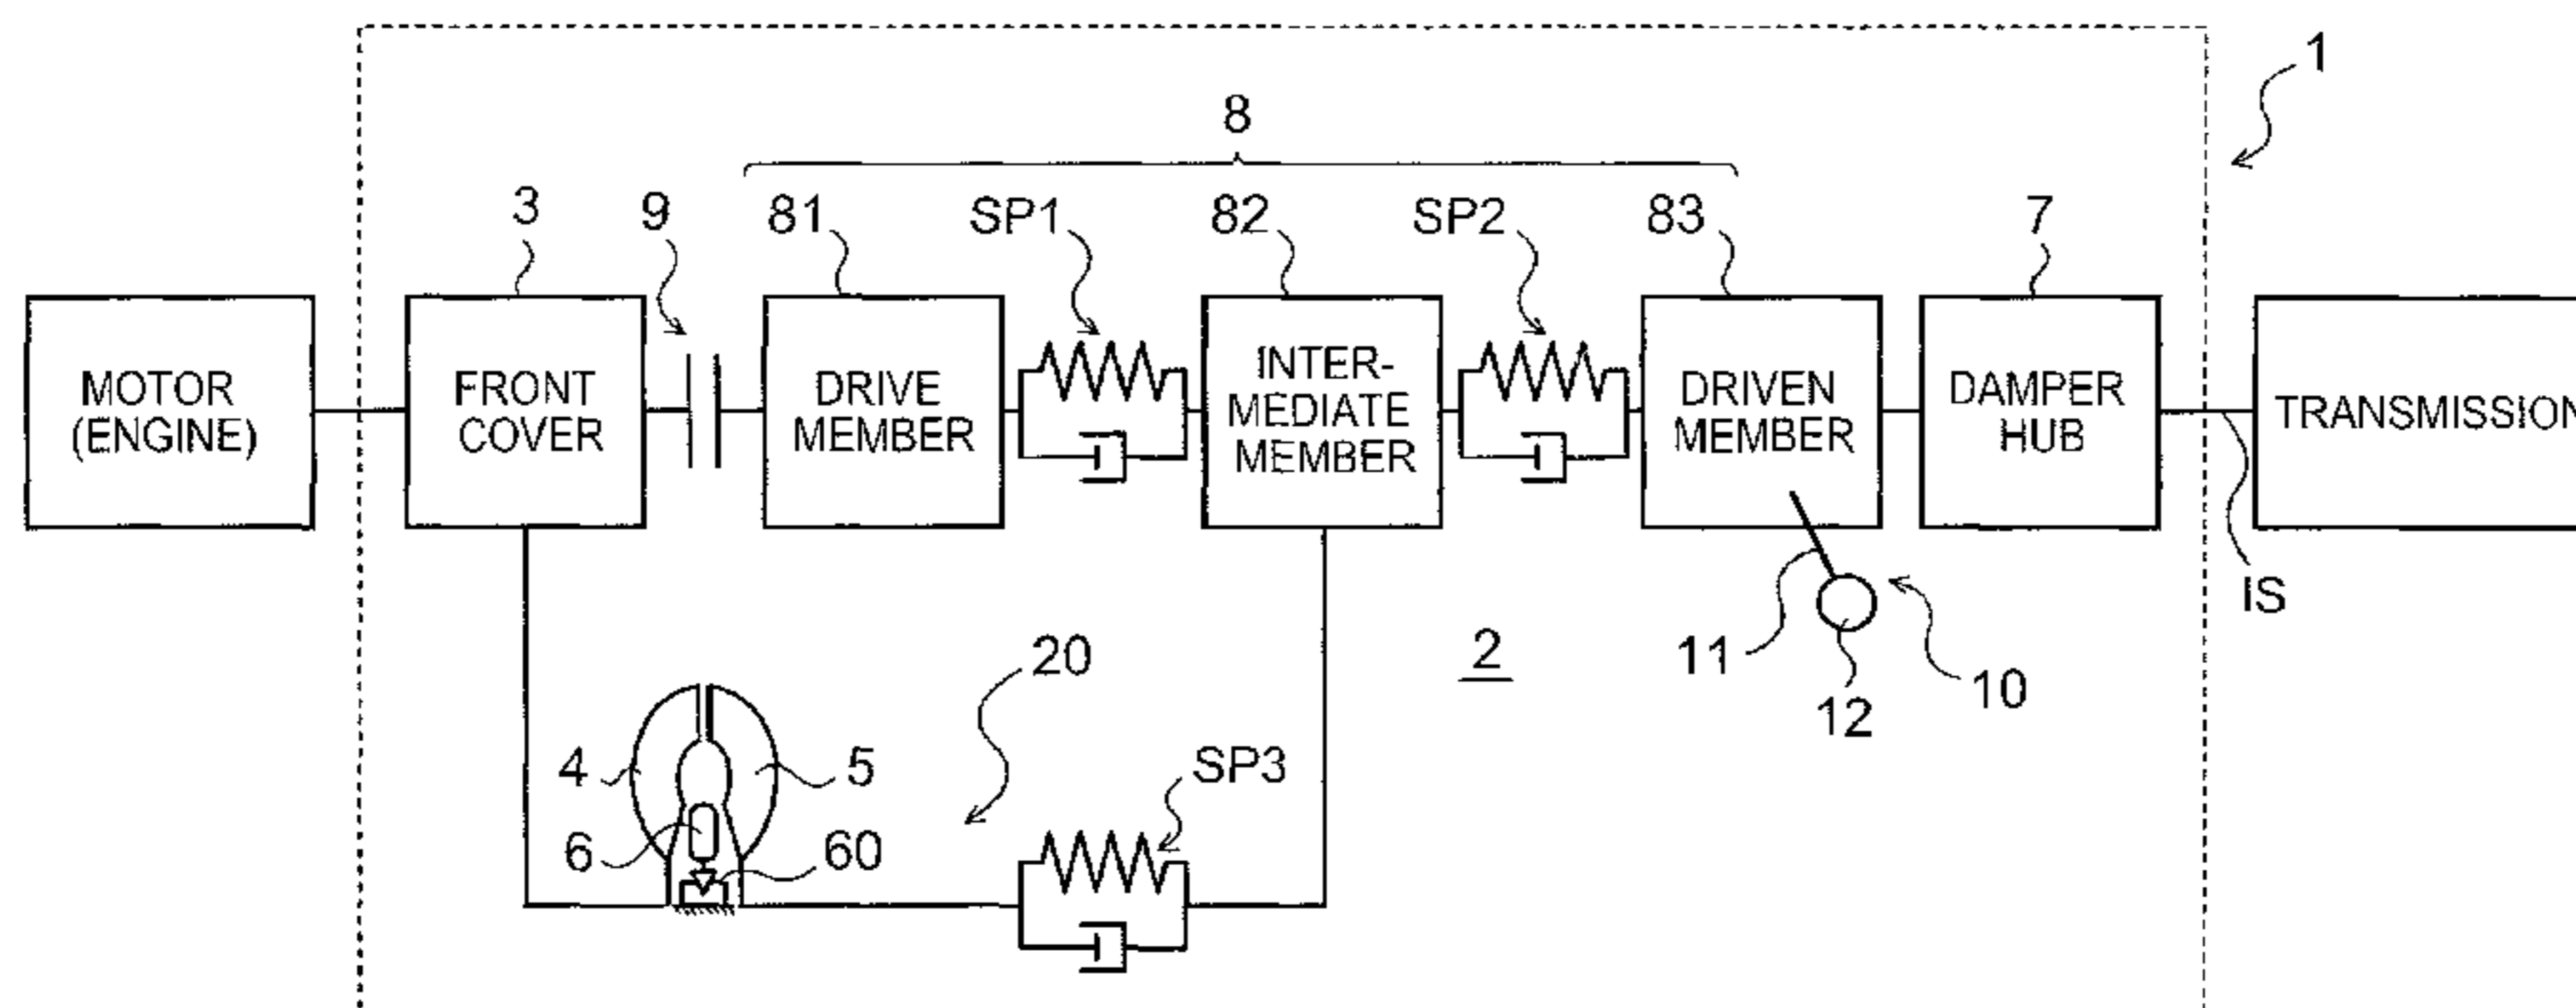 1
8
3
9
81
SP1
82
SP2
83
7
MOTOR
(ENGINE)
FRONT
COVER
DRIVE
MEMBER
INTER-
MEDIATE
MEMBER
DRIVEN
MEMBER
DAMPER
HUB
TRANSMISSION
IS
11
12
10
2
20
4
5
SP3
6
60